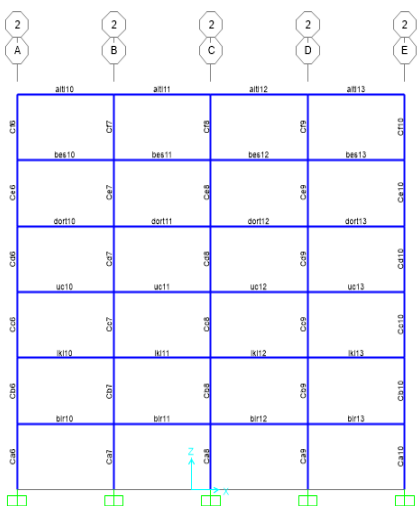 2 2 2 2 2
A B C D E
alti10 alti11 alti12 alti13
Cf6 Cf7 Cf8 Cf9 Cf10
bes10 bes11 bes12 bes13
Ce6 Ce7 Ce8 Ce9 Ce10
dort10 dort11 dort12 dort13
Cd6 Cd7 Cd8 Cd9 Cd10
uc10 uc11 uc12 uc13
Cc6 Cc7 Cc8 Cc9 Cc10
iki10 iki11 iki12 iki13
Cb6 Cb7 Cb8 Cb9 Cb10
bir10 bir11 bir12 bir13
Ca6 Ca7 Z Ca8 Ca9 Ca10
X